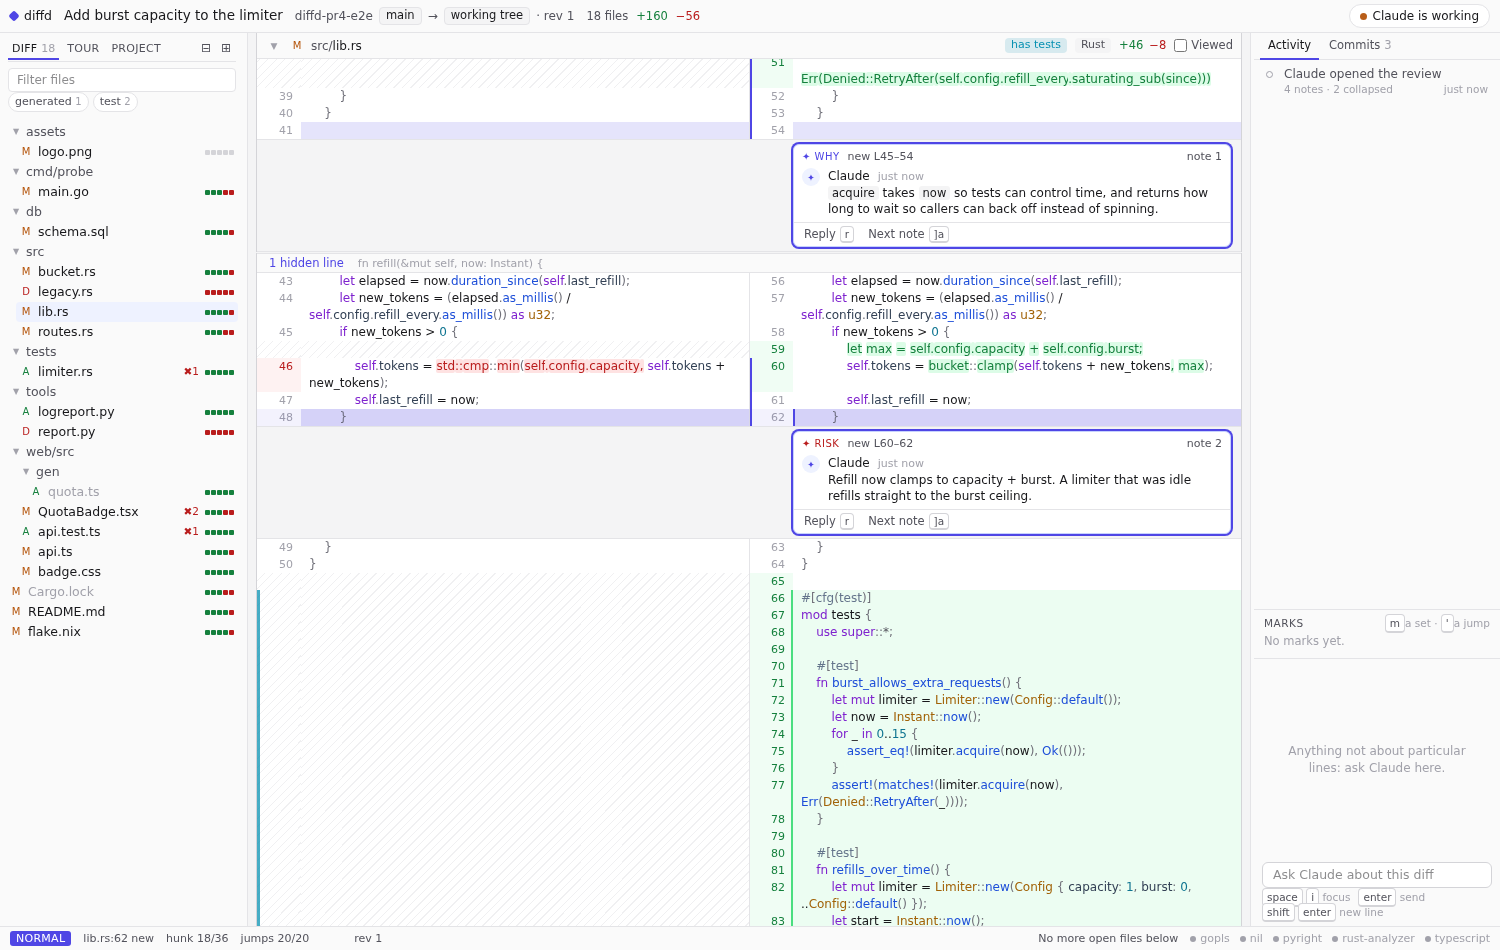 diffd Add burst capacity to the limiter diffd-pr4-e2e main → working tree · rev 1 18 files +160 −56 Claude is working
DIFF 18 TOUR PROJECT
Filter files
generated 1 test 2
assets
M logo.png
cmd/probe
M main.go
db
M schema.sql
src
M bucket.rs
D legacy.rs
M lib.rs
M routes.rs
tests
A limiter.rs ✖1
tools
A logreport.py
D report.py
web/src
gen
A quota.ts
M QuotaBadge.tsx ✖2
A api.test.ts ✖1
M api.ts
M badge.css
M Cargo.lock
M README.md
M flake.nix
M src/lib.rs has tests Rust +46 −8 Viewed
51
Err(Denied::RetryAfter(self.config.refill_every.saturating_sub(since)))
39 } 52 }
40 } 53 }
41 54
✦ WHY new L45–54 note 1
✦ Claude just now
acquire takes now so tests can control time, and returns how
long to wait so callers can back off instead of spinning.
Reply r Next note ]a
1 hidden line fn refill(&mut self, now: Instant) {
43 let elapsed = now.duration_since(self.last_refill); 56 let elapsed = now.duration_since(self.last_refill);
44 let new_tokens = (elapsed.as_millis() / 57 let new_tokens = (elapsed.as_millis() /
self.config.refill_every.as_millis()) as u32; self.config.refill_every.as_millis()) as u32;
45 if new_tokens > 0 { 58 if new_tokens > 0 {
59 let max = self.config.capacity + self.config.burst;
46 self.tokens = std::cmp::min(self.config.capacity, self.tokens + 60 self.tokens = bucket::clamp(self.tokens + new_tokens, max);
new_tokens);
47 self.last_refill = now; 61 self.last_refill = now;
48 } 62 }
✦ RISK new L60–62 note 2
✦ Claude just now
Refill now clamps to capacity + burst. A limiter that was idle
refills straight to the burst ceiling.
Reply r Next note ]a
49 } 63 }
50 } 64 }
65
66 #[cfg(test)]
67 mod tests {
68 use super::*;
69
70 #[test]
71 fn burst_allows_extra_requests() {
72 let mut limiter = Limiter::new(Config::default());
73 let now = Instant::now();
74 for _ in 0..15 {
75 assert_eq!(limiter.acquire(now), Ok(()));
76 }
77 assert!(matches!(limiter.acquire(now),
Err(Denied::RetryAfter(_))));
78 }
79
80 #[test]
81 fn refills_over_time() {
82 let mut limiter = Limiter::new(Config { capacity: 1, burst: 0,
..Config::default() });
83 let start = Instant::now();
Activity Commits 3
Claude opened the review
4 notes · 2 collapsed just now
MARKS m a set · ' a jump
No marks yet.
Anything not about particular
lines: ask Claude here.
Ask Claude about this diff
space i focus enter send
shift enter new line
NORMAL lib.rs:62 new hunk 18/36 jumps 20/20 rev 1 No more open files below gopls nil pyright rust-analyzer typescript